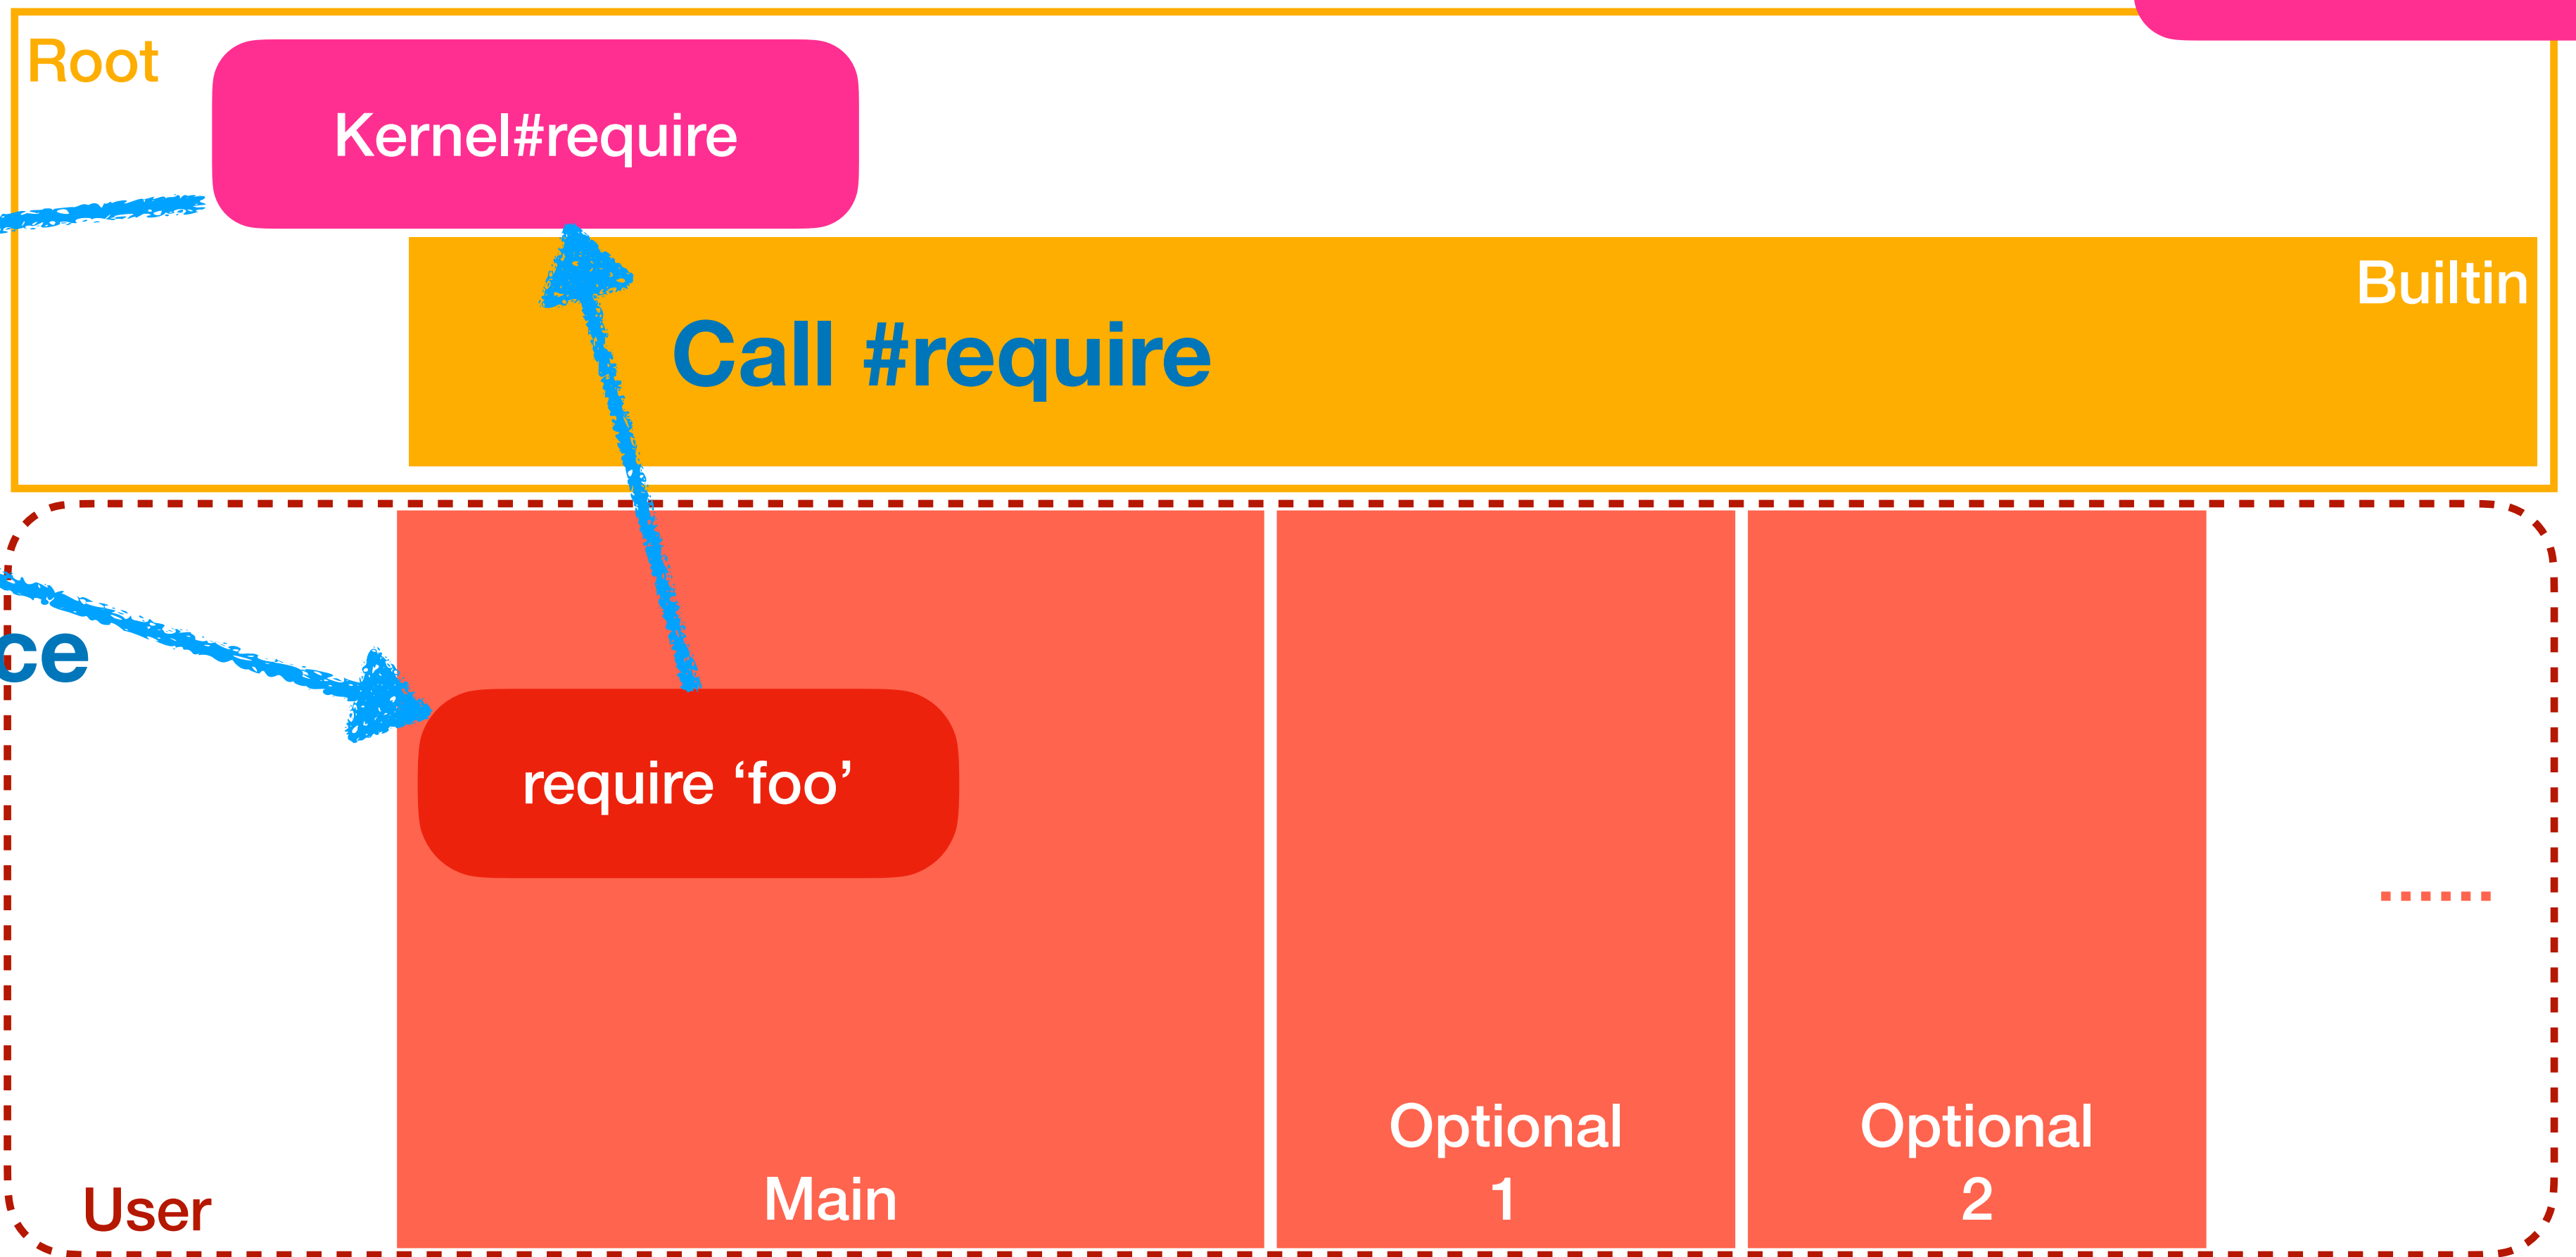 Root
Kernel#require
Builtin
Call #require
ce
require ‘foo’
Optional
1
Optional
2
Main
User